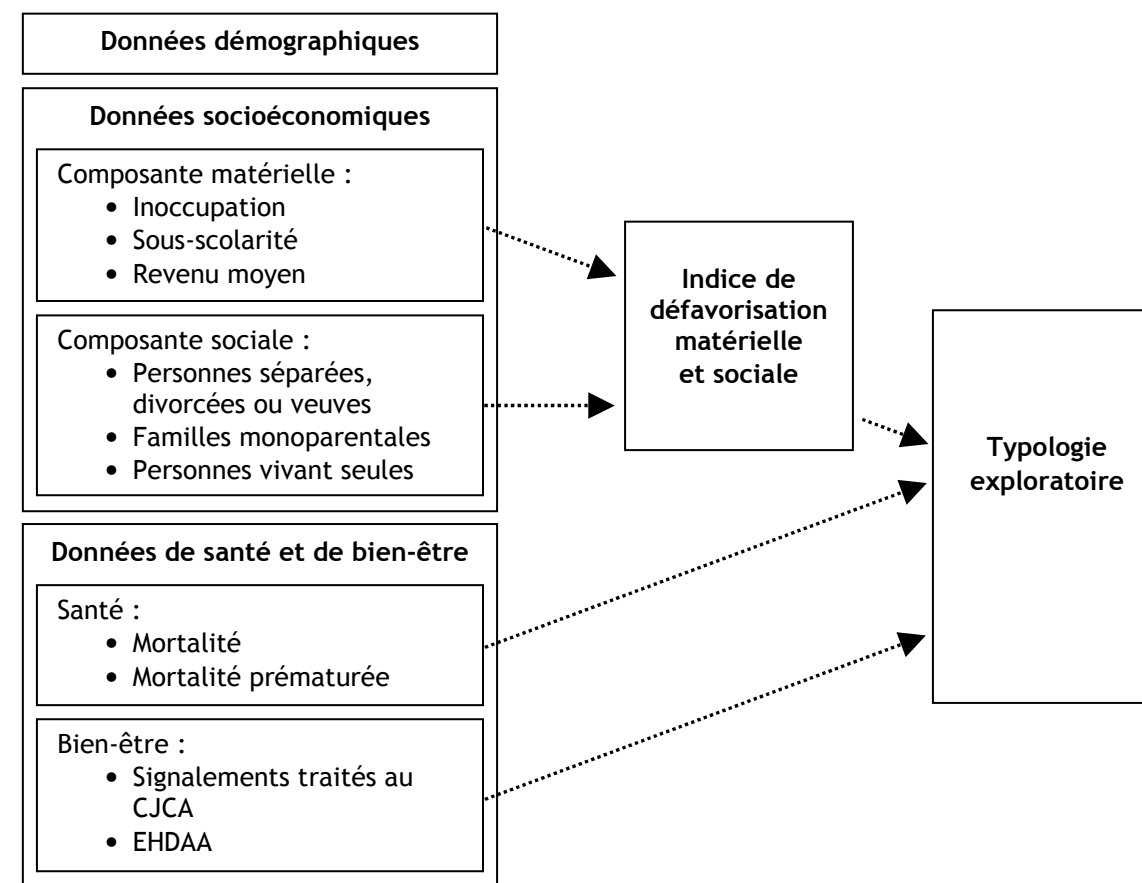 Données démographiques
Données socioéconomiques
Composante matérielle :
• Inoccupation
• Sous-scolarité
• Revenu moyen
Composante sociale :
• Personnes séparées,
divorcées ou veuves
• Familles monoparentales
• Personnes vivant seules
Données de santé et de bien-être
Santé :
• Mortalité
• Mortalité prématurée
Bien-être :
• Signalements traités au
CJCA
• EHDAA
Indice de
défavorisation
matérielle
et sociale
Typologie
exploratoire